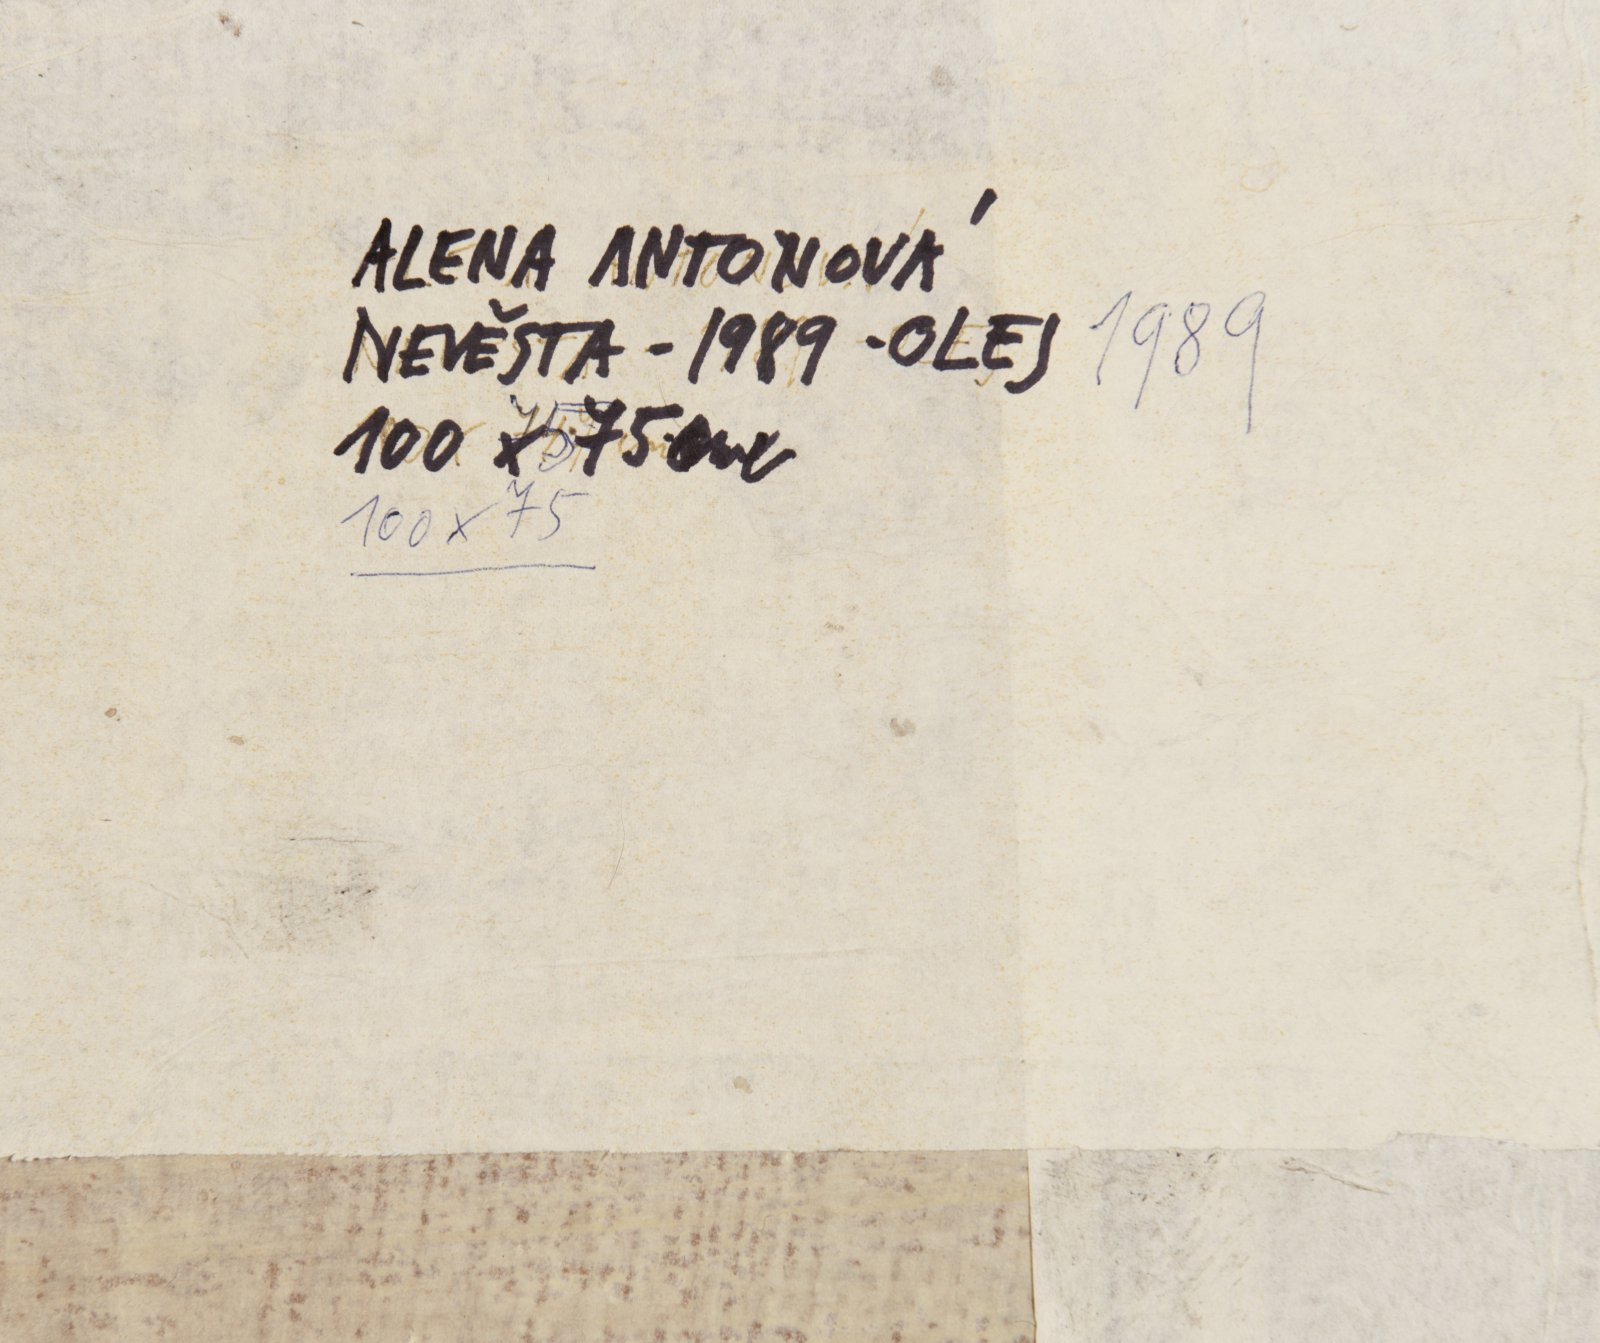 ALENA ANTONOVÁ
NEVĚSTA - 1989 - OLEJ 1989
100 x 75 cm
100 x 75